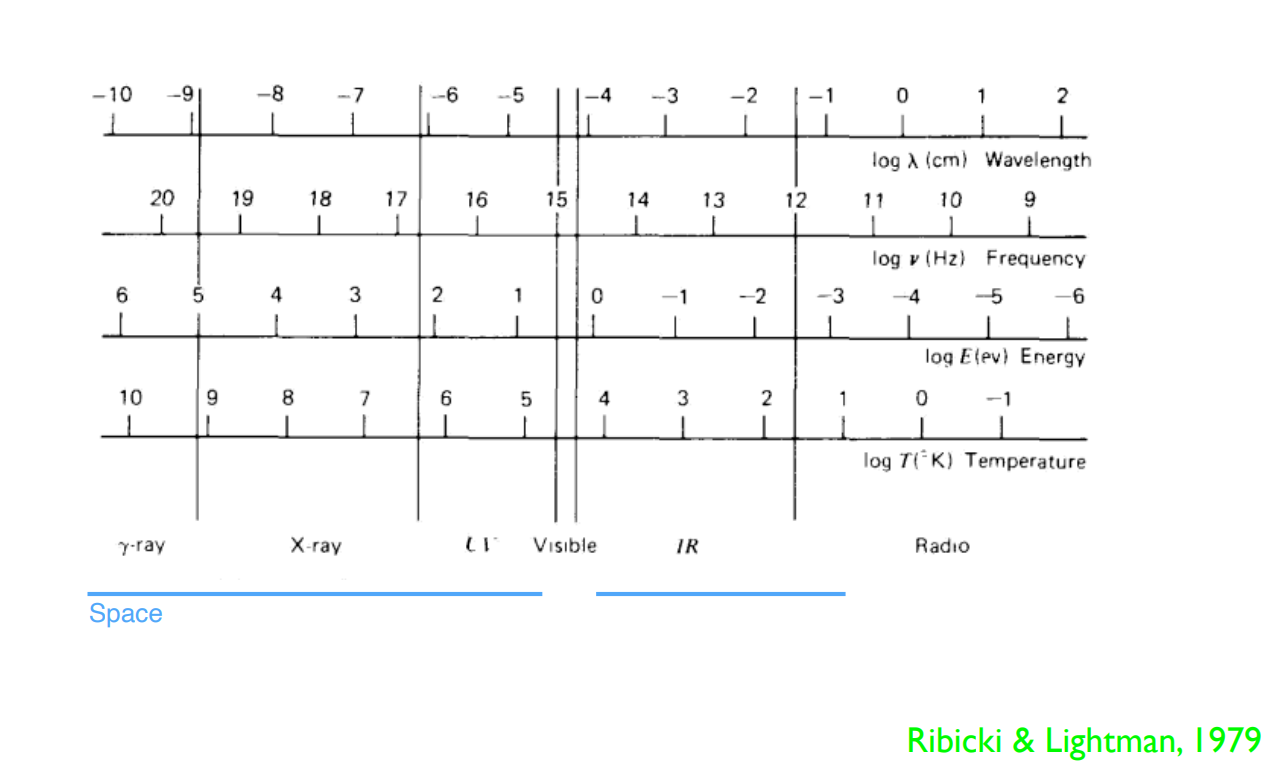 −10 −9 −8 −7 −6 −5 −4 −3 −2 −1 0 1 2
log λ (cm) Wavelength
20 19 18 17 16 15 14 13 12 11 10 9
log ν (Hz) Frequency
6 5 4 3 2 1 0 −1 −2 −3 −4 −5 −6
log E(ev) Energy
10 9 8 7 6 5 4 3 2 1 0 −1
log T(°K) Temperature
γ-ray X-ray UV Visible IR Radio
Space
Ribicki & Lightman, 1979